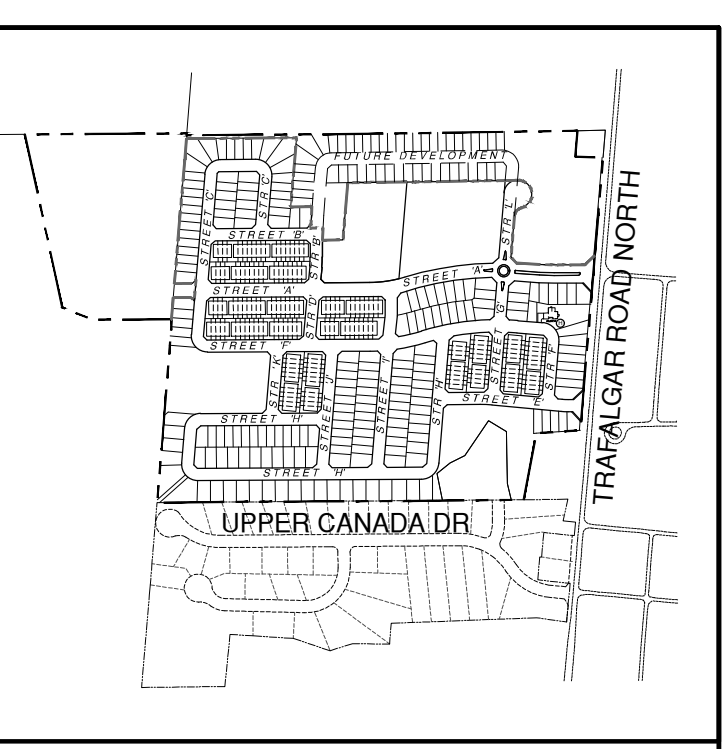 FUTURE DEVELOPMENT
STREET 'C'
STR 'C'
STR 'L'
STREET 'B'
STR 'B'
STREET 'A'
STREET 'A'
STR 'D'
STREET 'G'
STREET 'F'
STR 'F'
STR 'K'
STREET 'J'
STREET 'I'
STR 'H'
STREET 'E'
STREET 'H'
STREET 'H'
TRAFALGAR ROAD NORTH
UPPER CANADA DR